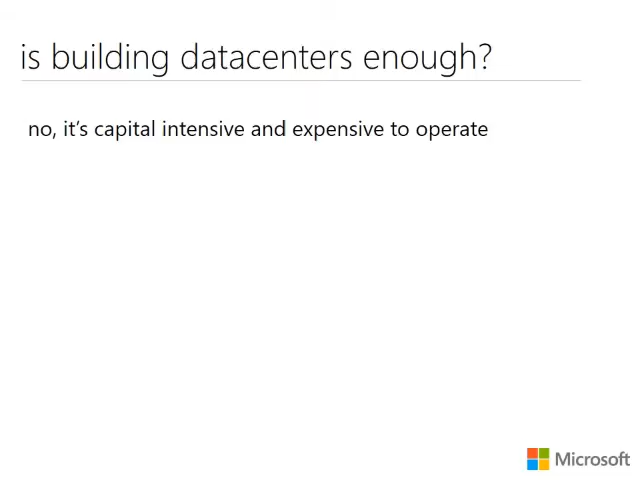 is building datacenters enough?
no, it's capital intensive and expensive to operate
Microsoft